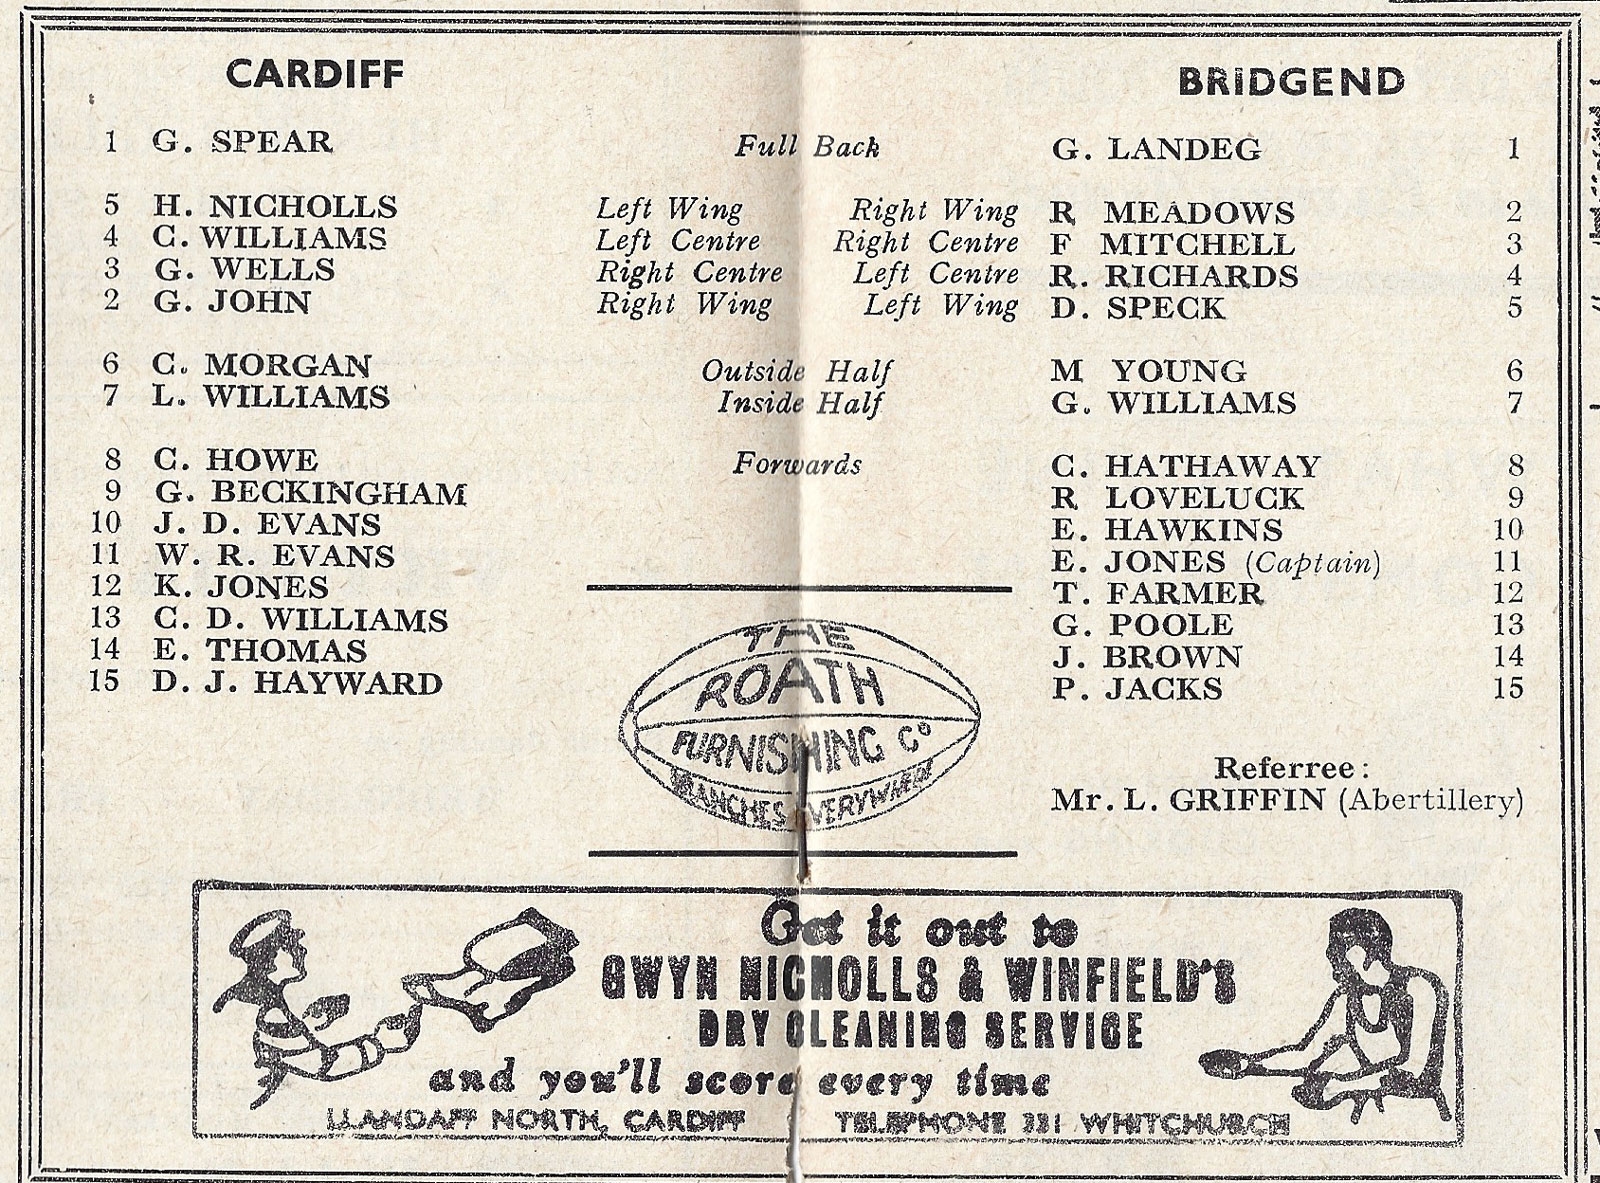 CARDIFF BRIDGEND
1 G. SPEAR Full Back G. LANDEG 1
5 H. NICHOLLS Left Wing Right Wing R MEADOWS 2
4 C. WILLIAMS Left Centre Right Centre F MITCHELL 3
3 G. WELLS Right Centre Left Centre R. RICHARDS 4
2 G. JOHN Right Wing Left Wing D. SPECK 5
6 C. MORGAN Outside Half M YOUNG 6
7 L. WILLIAMS Inside Half G. WILLIAMS 7
8 C. HOWE Forwards C. HATHAWAY 8
9 G. BECKINGHAM R LOVELUCK 9
10 J. D. EVANS E. HAWKINS 10
11 W. R. EVANS E. JONES (Captain) 11
12 K. JONES T. FARMER 12
13 C. D. WILLIAMS G. POOLE 13
14 E. THOMAS J. BROWN 14
15 D. J. HAYWARD P. JACKS 15
THE
ROATH
FURNISHING Co
BRANCHES EVERYWHERE
Referree:
Mr. L. GRIFFIN (Abertillery)
Get it out to
GWYN NICHOLLS & WINFIELD'S
DRY CLEANING SERVICE
and you'll score every time
LLANDAFF NORTH, CARDIFF TELEPHONE 331 WHITCHURCH